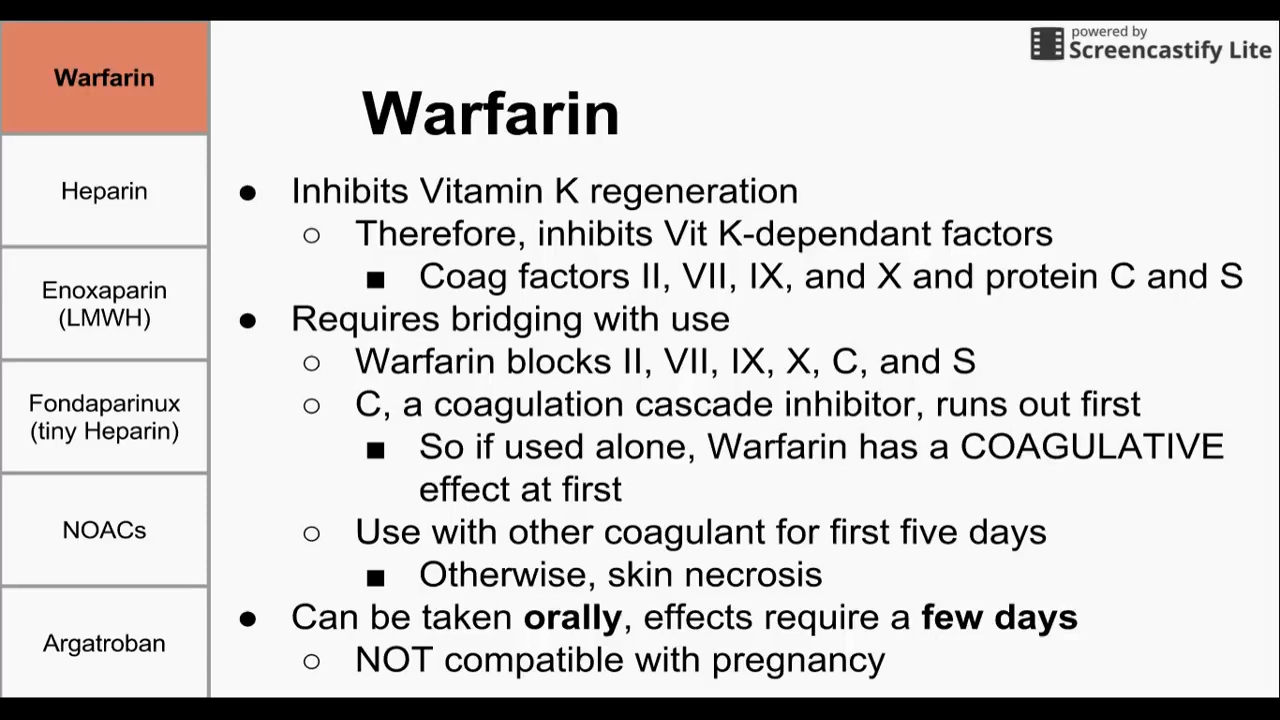 Warfarin
Heparin
Enoxaparin
(LMWH)
Fondaparinux
(tiny Heparin)
NOACs
Argatroban
powered by
Screencastify Lite
Warfarin
● Inhibits Vitamin K regeneration
○ Therefore, inhibits Vit K-dependant factors
■ Coag factors II, VII, IX, and X and protein C and S
● Requires bridging with use
○ Warfarin blocks II, VII, IX, X, C, and S
○ C, a coagulation cascade inhibitor, runs out first
■ So if used alone, Warfarin has a COAGULATIVE
effect at first
○ Use with other coagulant for first five days
■ Otherwise, skin necrosis
● Can be taken orally, effects require a few days
○ NOT compatible with pregnancy